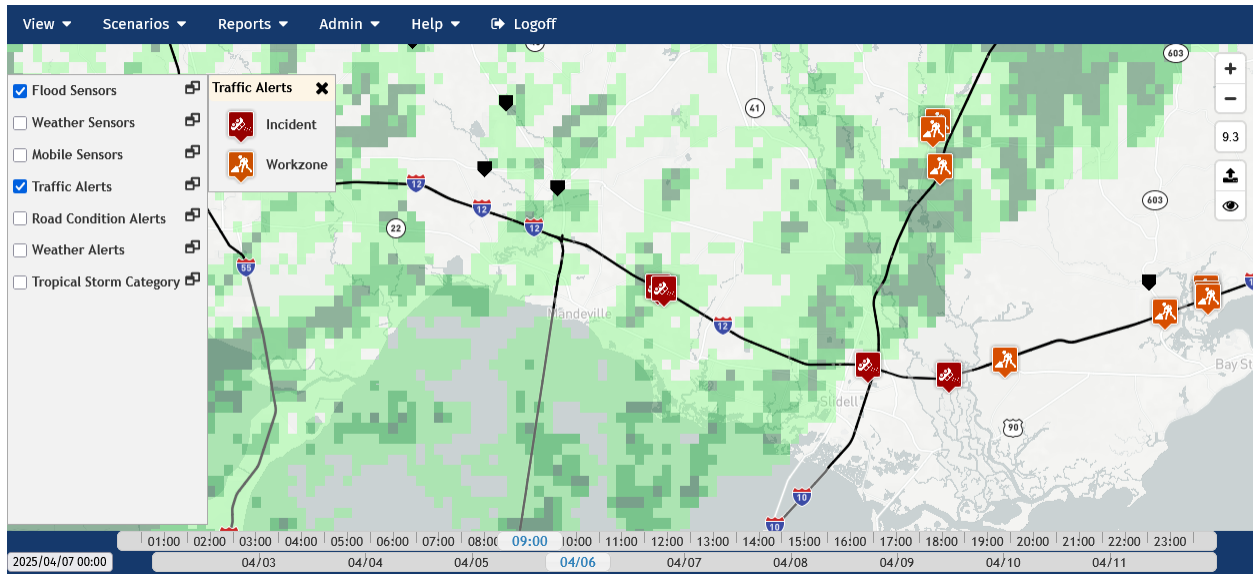 View Scenarios Reports Admin Help Logoff
Flood Sensors
Weather Sensors
Mobile Sensors
Traffic Alerts
Road Condition Alerts
Weather Alerts
Tropical Storm Category
Traffic Alerts
Incident
Workzone
603
41
9.3
12
12
603
22
12
55
Mandeville
12
Bay St
Slidell
90
10
10
01:00 02:00 03:00 04:00 05:00 06:00 07:00 08:00 09:00 10:00 11:00 12:00 13:00 14:00 15:00 16:00 17:00 18:00 19:00 20:00 21:00 22:00 23:00
2025/04/07 00:00 04/03 04/04 04/05 04/06 04/07 04/08 04/09 04/10 04/11